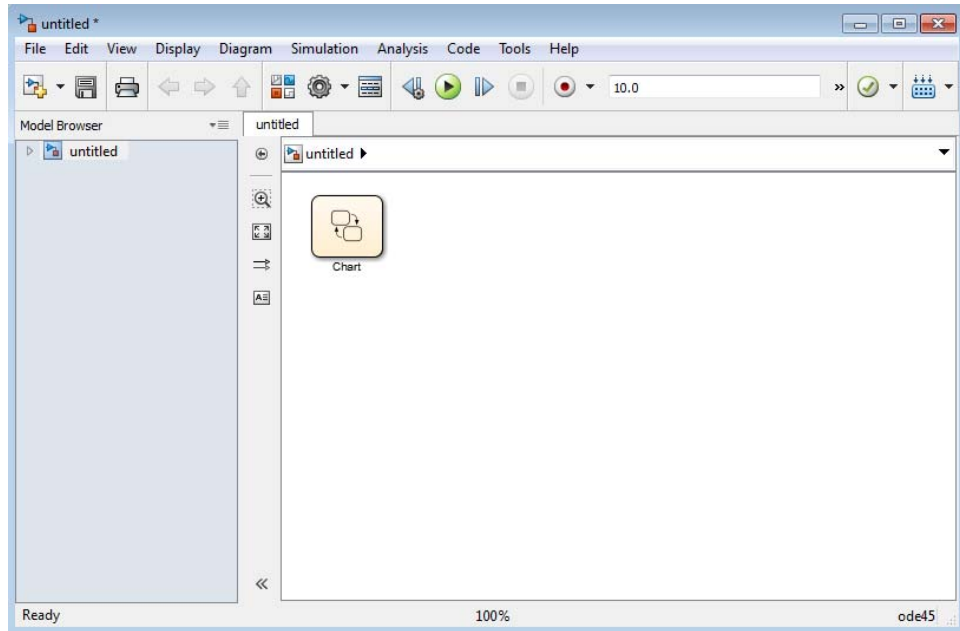 untitled *
File Edit View Display Diagram Simulation Analysis Code Tools Help
10.0 »
Model Browser untitled
untitled untitled
Chart
Ready 100% ode45